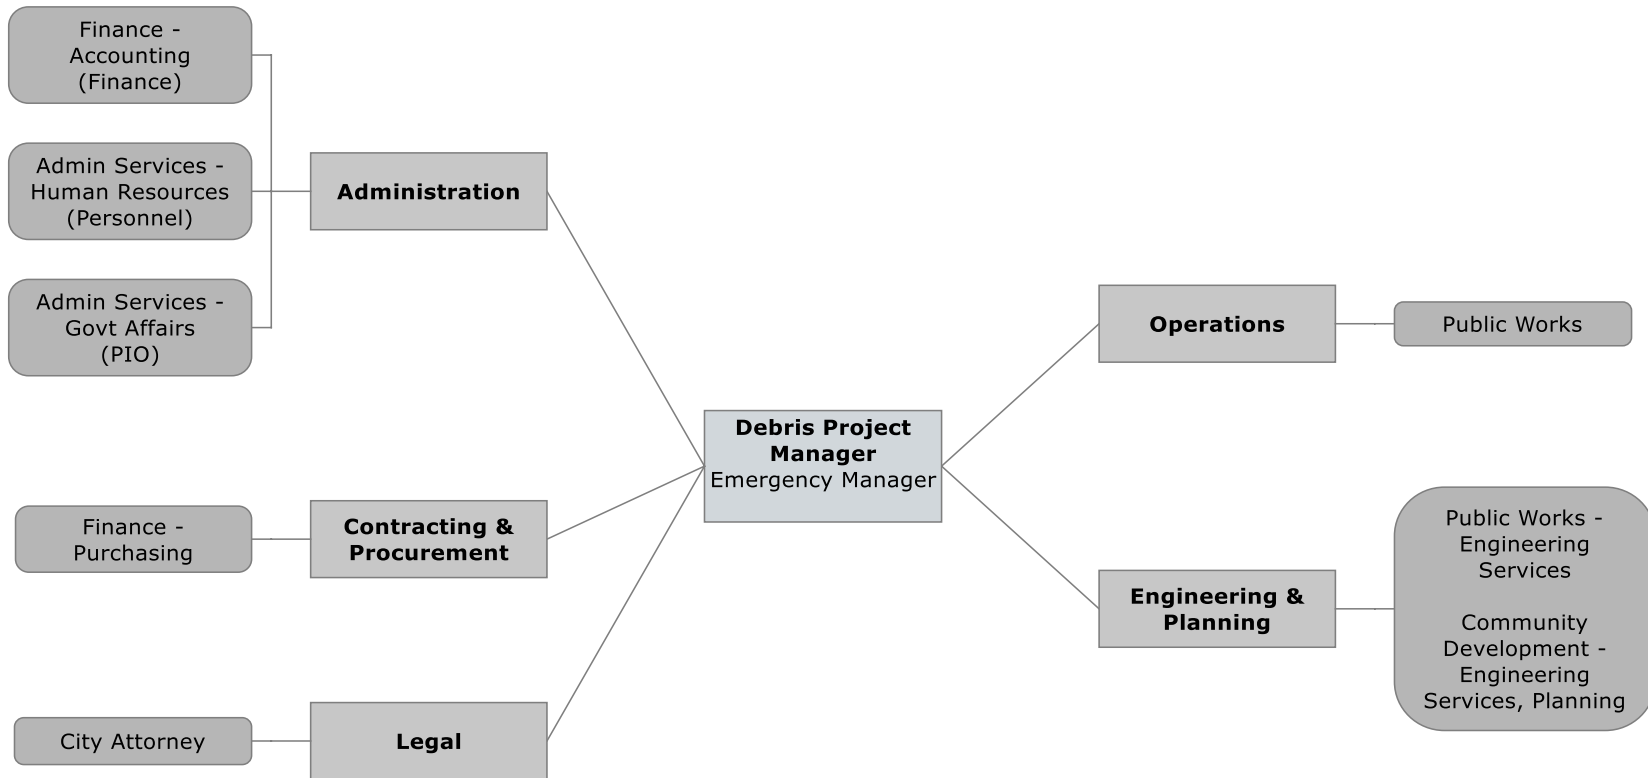 Finance -
Accounting
(Finance)
Admin Services -
Human Resources
(Personnel)
Admin Services -
Govt Affairs
(PIO)
Administration
Finance -
Purchasing
Contracting &
Procurement
City Attorney
Legal
Debris Project
Manager
Emergency Manager
Operations
Public Works
Engineering &
Planning
Public Works -
Engineering
Services
Community
Development -
Engineering
Services, Planning